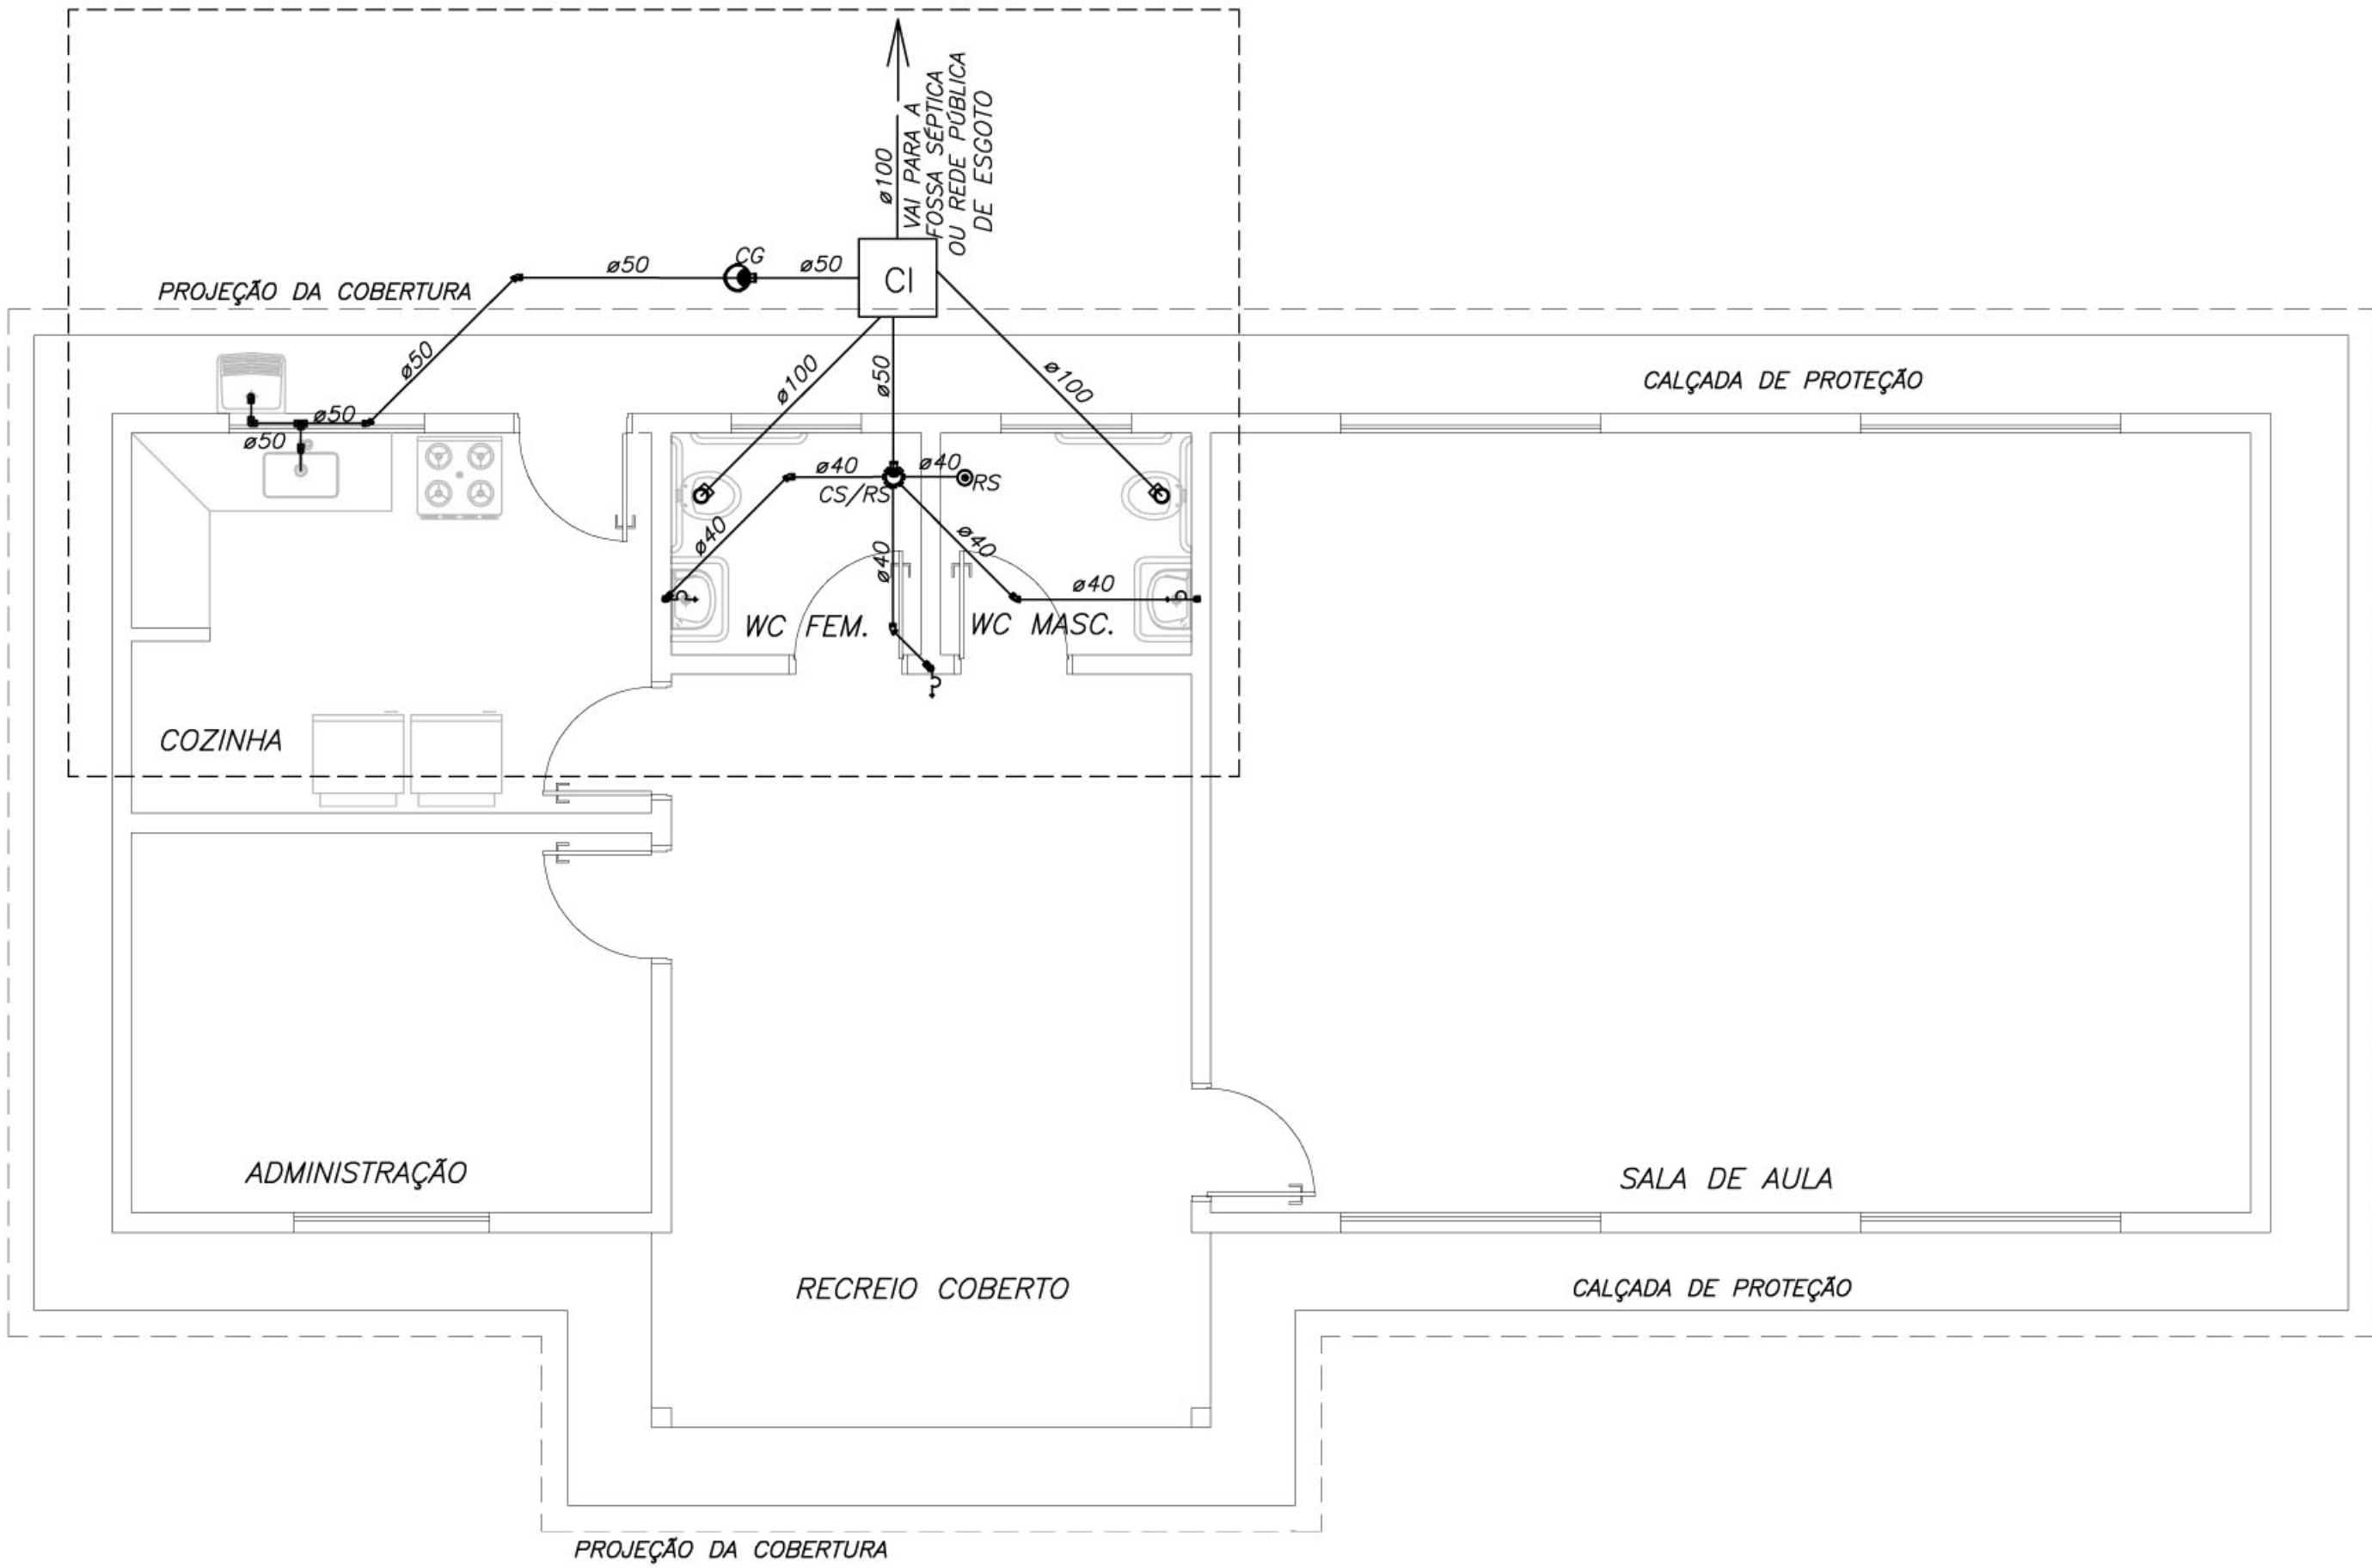 ø100
VAI PARA A
FOSSA SÉPTICA
OU REDE PÚBLICA
DE ESGOTO
ø50
CG
ø50
CI
PROJEÇÃO DA COBERTURA
ø50
ø100
ø50
ø100
CALÇADA DE PROTEÇÃO
ø50
ø50
ø40
ø40
CS/RS
RS
ø40
ø40
ø40
ø40
WC FEM.
WC MASC.
COZINHA
ADMINISTRAÇÃO
SALA DE AULA
RECREIO COBERTO
CALÇADA DE PROTEÇÃO
PROJEÇÃO DA COBERTURA